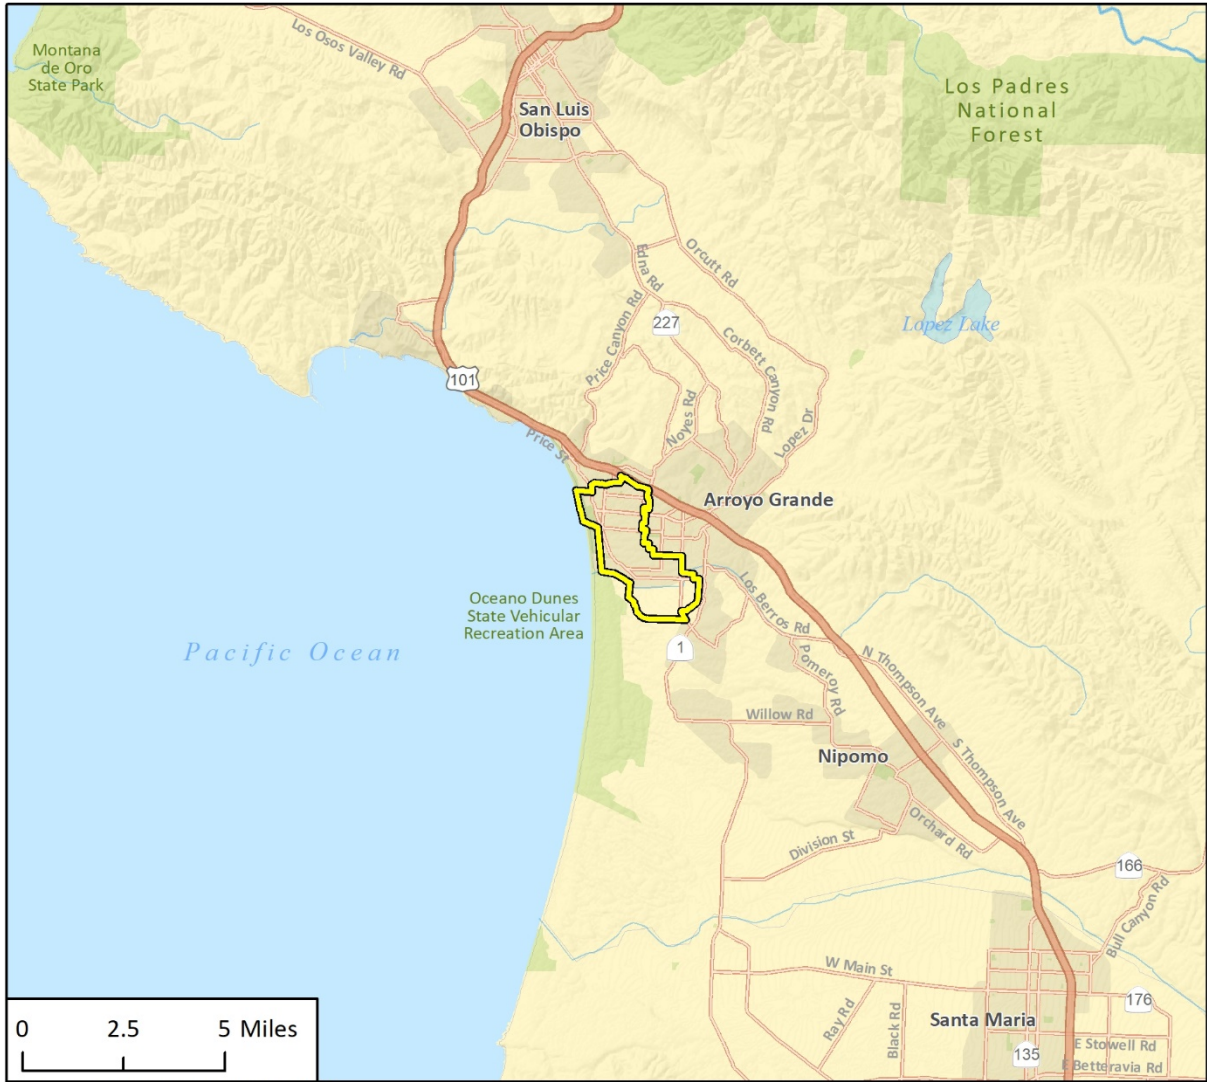 Los Osos Valley Rd
Montana
de Oro
State Park
San Luis
Obispo
Los Padres
National
Forest
Edna Rd
Orcutt Rd
Price Canyon Rd
227
Corbett Canyon Rd
Lopez Lake
101
Noyes Rd
Lopez Dr
Price St
Arroyo Grande
Oceano Dunes
State Vehicular
Recreation Area
Los Berros Rd
Pacific Ocean
1
N Thompson Ave
Pomeroy Rd
Willow Rd
Nipomo
S Thompson Ave
Orchard Rd
Division St
166
Bull Canyon Rd
W Main St
Ray Rd
Black Rd
176
Santa Maria
135
E Stowell Rd
E Betteravia Rd
0 2.5 5 Miles